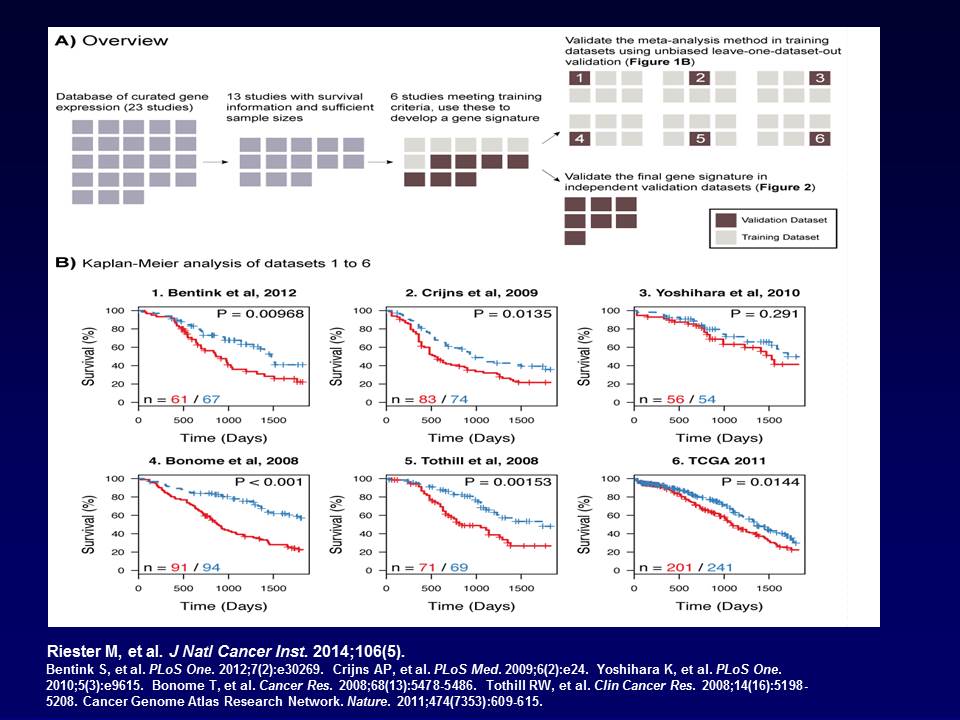 A) Overview
Database of curated gene
expression (23 studies)
13 studies with survival
information and sufficient
sample sizes
6 studies meeting training
criteria, use these to
develop a gene signature
Validate the meta-analysis method in training
datasets using unbiased leave-one-dataset-out
validation (Figure 1B)
1 2 3
4 5 6
Validate the final gene signature in
independent validation datasets (Figure 2)
Validation Dataset
Training Dataset
B) Kaplan-Meier analysis of datasets 1 to 6
1. Bentink et al, 2012
P = 0.00968
Survival (%)
100
80
60
40
20
0
n = 61 / 67
0 500 1000 1500
Time (Days)
2. Crijns et al, 2009
P = 0.0135
Survival (%)
100
80
60
40
20
0
n = 83 / 74
0 500 1000 1500
Time (Days)
3. Yoshihara et al, 2010
P = 0.291
Survival (%)
100
80
60
40
20
0
n = 56 / 54
0 500 1000 1500
Time (Days)
4. Bonome et al, 2008
P < 0.001
Survival (%)
100
80
60
40
20
0
n = 91 / 94
0 500 1000 1500
Time (Days)
5. Tothill et al, 2008
P = 0.00153
Survival (%)
100
80
60
40
20
0
n = 71 / 69
0 500 1000 1500
Time (Days)
6. TCGA 2011
P = 0.0144
Survival (%)
100
80
60
40
20
0
n = 201 / 241
0 500 1000 1500
Time (Days)
Riester M, et al. J Natl Cancer Inst. 2014;106(5).
Bentink S, et al. PLoS One. 2012;7(2):e30269. Crijns AP, et al. PLoS Med. 2009;6(2):e24. Yoshihara K, et al. PLoS One.
2010;5(3):e9615. Bonome T, et al. Cancer Res. 2008;68(13):5478-5486. Tothill RW, et al. Clin Cancer Res. 2008;14(16):5198-
5208. Cancer Genome Atlas Research Network. Nature. 2011;474(7353):609-615.